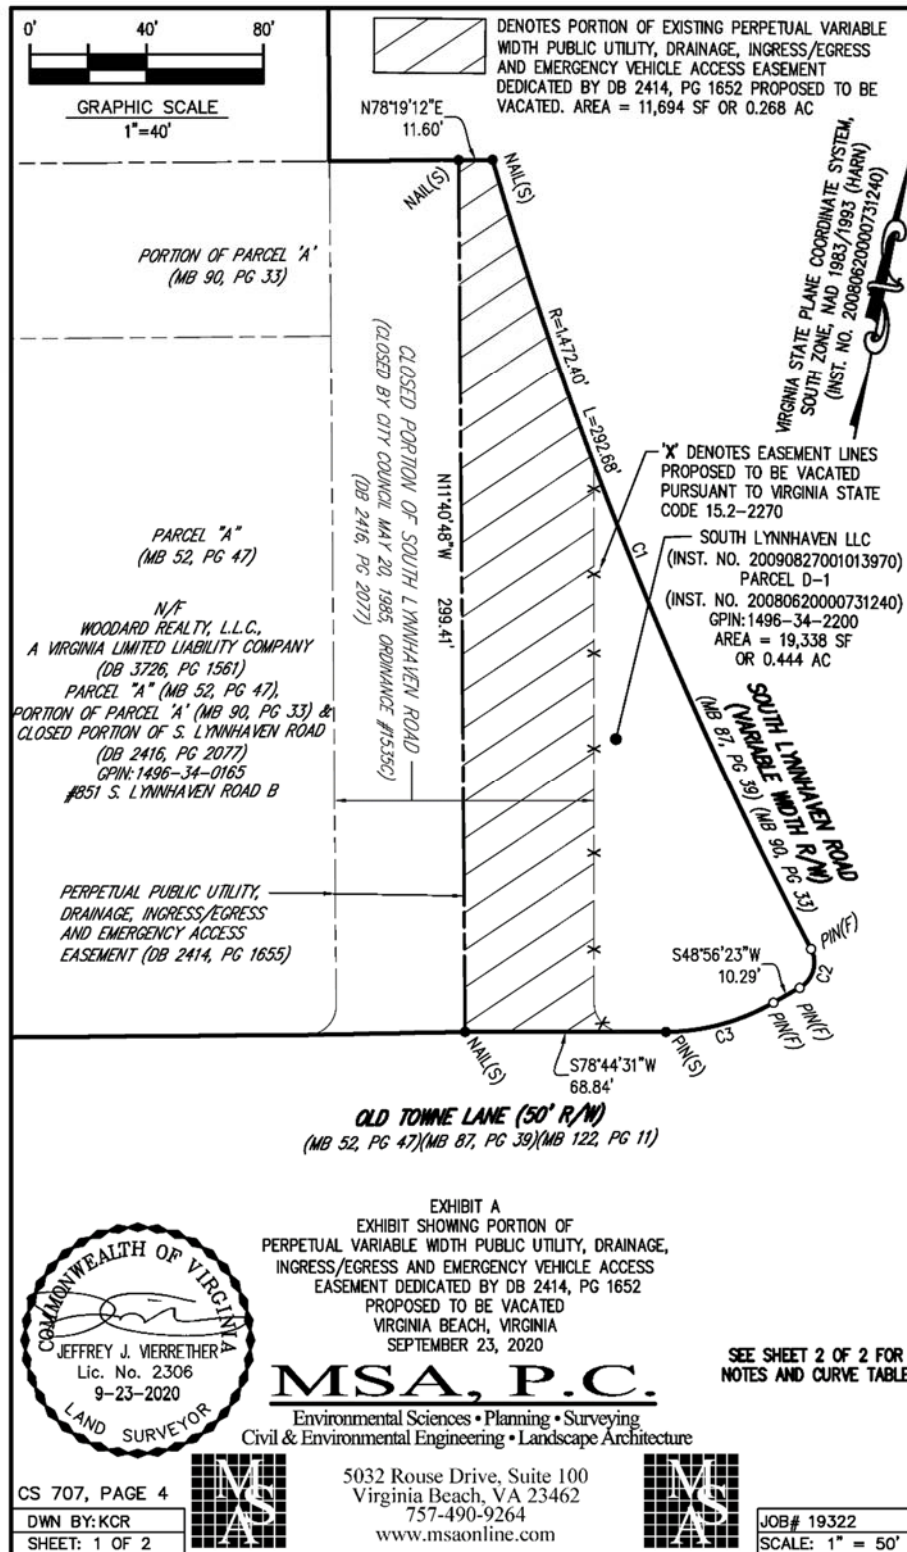 0' 40' 80'
GRAPHIC SCALE
1"=40'
DENOTES PORTION OF EXISTING PERPETUAL VARIABLE
WIDTH PUBLIC UTILITY, DRAINAGE, INGRESS/EGRESS
AND EMERGENCY VEHICLE ACCESS EASEMENT
DEDICATED BY DB 2414, PG 1652 PROPOSED TO BE
VACATED. AREA = 11,694 SF OR 0.268 AC
N78°19'12"E
11.60'
NAIL(S)
NAIL(S)
VIRGINIA STATE PLANE COORDINATE SYSTEM,
SOUTH ZONE, NAD 1983/1993 (HARN)
(INST. NO. 20080620000731240)
PORTION OF PARCEL 'A'
(MB 90, PG 33)
R=1,472.40' L=292.68'
C1
CLOSED PORTION OF SOUTH LYNNHAVEN ROAD
(CLOSED BY CITY COUNCIL MAY 20, 1985, ORDINANCE #1535C)
(DB 2416, PG 2077)
N11°40'48"W 299.41'
'X' DENOTES EASEMENT LINES
PROPOSED TO BE VACATED
PURSUANT TO VIRGINIA STATE
CODE 15.2-2270
SOUTH LYNNHAVEN LLC
(INST. NO. 20090827001013970)
PARCEL D-1
(INST. NO. 20080620000731240)
GPIN: 1496-34-2200
AREA = 19,338 SF
OR 0.444 AC
PARCEL "A"
(MB 52, PG 47)
N/F
WOODARD REALTY, L.L.C.,
A VIRGINIA LIMITED LIABILITY COMPANY
(DB 3726, PG 1561)
PARCEL "A" (MB 52, PG 47),
PORTION OF PARCEL 'A' (MB 90, PG 33) &
CLOSED PORTION OF S. LYNNHAVEN ROAD
(DB 2416, PG 2077)
GPIN: 1496-34-0165
#851 S. LYNNHAVEN ROAD B
SOUTH LYNNHAVEN ROAD
(VARIABLE WIDTH R/W)
(MB 87, PG 39) (MB 90, PG 33)
PERPETUAL PUBLIC UTILITY,
DRAINAGE, INGRESS/EGRESS
AND EMERGENCY ACCESS
EASEMENT (DB 2414, PG 1655)
X
X
X
X
X
X
X
PIN(F)
S48°56'23"W
10.29'
C2
PIN(F)
PIN(F)
C3
PIN(S)
NAIL(S)
S78°44'31"W
68.84'
OLD TOWNE LANE (50' R/W)
(MB 52, PG 47)(MB 87, PG 39)(MB 122, PG 11)
EXHIBIT A
EXHIBIT SHOWING PORTION OF
PERPETUAL VARIABLE WIDTH PUBLIC UTILITY, DRAINAGE,
INGRESS/EGRESS AND EMERGENCY VEHICLE ACCESS
EASEMENT DEDICATED BY DB 2414, PG 1652
PROPOSED TO BE VACATED
VIRGINIA BEACH, VIRGINIA
SEPTEMBER 23, 2020
COMMONWEALTH OF VIRGINIA
JEFFREY J. VIERRETHER
Lic. No. 2306
9-23-2020
LAND SURVEYOR
SEE SHEET 2 OF 2 FOR
NOTES AND CURVE TABLE
MSA, P.C.
Environmental Sciences • Planning • Surveying
Civil & Environmental Engineering • Landscape Architecture
MSA
5032 Rouse Drive, Suite 100
Virginia Beach, VA 23462
757-490-9264
www.msaonline.com
MSA
CS 707, PAGE 4
DWN BY: KCR
SHEET: 1 OF 2
JOB# 19322
SCALE: 1" = 50'